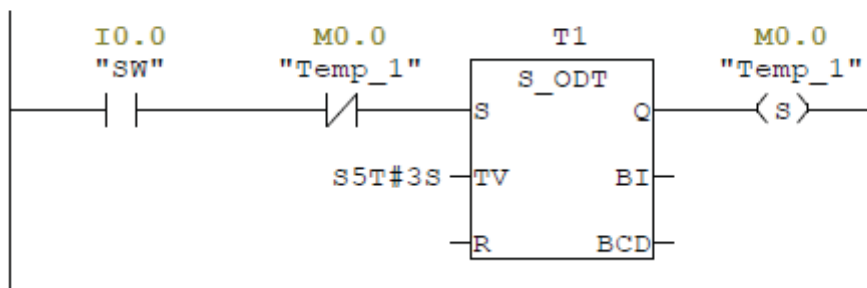 I0.0 M0.0 T1 M0.0
"SW" "Temp_1" S_ODT "Temp_1"
S Q S
S5T#3S TV BI
R BCD